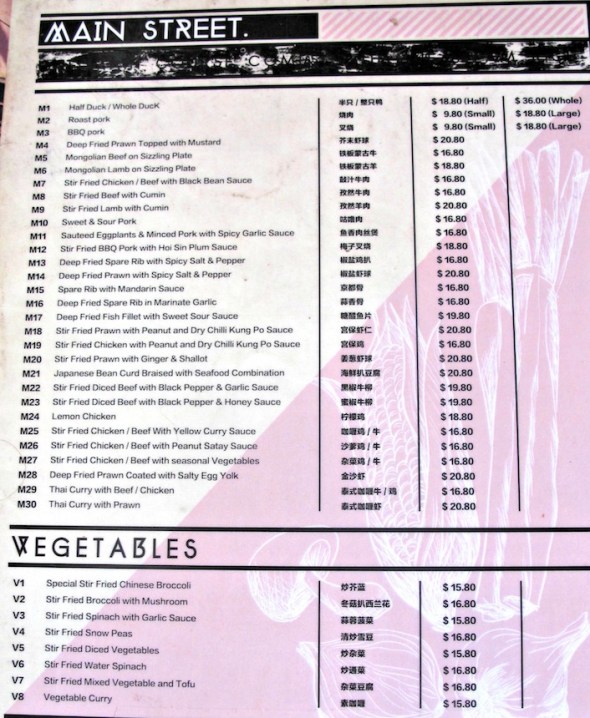 MAIN STREET.
M1 Half Duck / Whole Duck 半只 / 整只鸭 $ 18.80 (Half) $ 36.00 (Whole)
M2 Roast pork 烧肉 $ 9.80 (Small) $ 18.80 (Large)
M3 BBQ pork 叉烧 $ 9.80 (Small) $ 18.80 (Large)
M4 Deep Fried Prawn Topped with Mustard 芥末虾球 $ 20.80
M5 Mongolian Beef on Sizzling Plate 铁板蒙古牛 $ 16.80
M6 Mongolian Lamb on Sizzling Plate 铁板蒙古羊 $ 18.80
M7 Stir Fried Chicken / Beef with Black Bean Sauce 豉汁牛肉 $ 16.80
M8 Stir Fried Beef with Cumin 孜然牛肉 $ 16.80
M9 Stir Fried Lamb with Cumin 孜然羊肉 $ 20.80
M10 Sweet & Sour Pork 咕噜肉 $ 16.80
M11 Sauteed Eggplants & Minced Pork with Spicy Garlic Sauce 鱼香肉丝煲 $ 16.80
M12 Stir Fried BBQ Pork with Hoi Sin Plum Sauce 梅子叉烧 $ 18.80
M13 Deep Fried Spare Rib with Spicy Salt & Pepper 椒盐鸡扒 $ 16.80
M14 Deep Fried Prawn with Spicy Salt & Pepper 椒盐虾球 $ 20.80
M15 Spare Rib with Mandarin Sauce 京都骨 $ 16.80
M16 Deep Fried Spare Rib in Marinate Garlic 蒜香骨 $ 16.80
M17 Deep Fried Fish Fillet with Sweet Sour Sauce 糖醋鱼片 $ 19.80
M18 Stir Fried Prawn with Peanut and Dry Chilli Kung Po Sauce 宫保虾仁 $ 20.80
M19 Stir Fried Chicken with Peanut and Dry Chilli Kung Po Sauce 宫保鸡 $ 16.80
M20 Stir Fried Prawn with Ginger & Shallot 姜葱虾球 $ 20.80
M21 Japanese Bean Curd Braised with Seafood Combination 海鲜扒豆腐 $ 20.80
M22 Stir Fried Diced Beef with Black Pepper & Garlic Sauce 黑椒牛柳 $ 19.80
M23 Stir Fried Diced Beef with Black Pepper & Honey Sauce 蜜椒牛柳 $ 19.80
M24 Lemon Chicken 柠檬鸡 $ 18.80
M25 Stir Fried Chicken / Beef With Yellow Curry Sauce 咖喱鸡 / 牛 $ 16.80
M26 Stir Fried Chicken / Beef with Peanut Satay Sauce 沙爹鸡 / 牛 $ 16.80
M27 Stir Fried Chicken / Beef with seasonal Vegetables 杂菜鸡 / 牛 $ 16.80
M28 Deep Fried Prawn Coated with Salty Egg Yolk 金沙虾 $ 20.80
M29 Thai Curry with Beef / Chicken 泰式咖喱牛 / 鸡 $ 16.80
M30 Thai Curry with Prawn 泰式咖喱虾 $ 20.80
VEGETABLES
V1 Special Stir Fried Chinese Broccoli 炒芥蓝 $ 15.80
V2 Stir Fried Broccoli with Mushroom 冬菇扒西兰花 $ 16.80
V3 Stir Fried Spinach with Garlic Sauce 蒜蓉菠菜 $ 15.80
V4 Stir Fried Snow Peas 清炒雪豆 $ 16.80
V5 Stir Fried Diced Vegetables 炒杂菜 $ 15.80
V6 Stir Fried Water Spinach 炒通菜 $ 16.80
V7 Stir Fried Mixed Vegetable and Tofu 杂菜豆腐 $ 16.80
V8 Vegetable Curry 素咖喱 $ 15.80